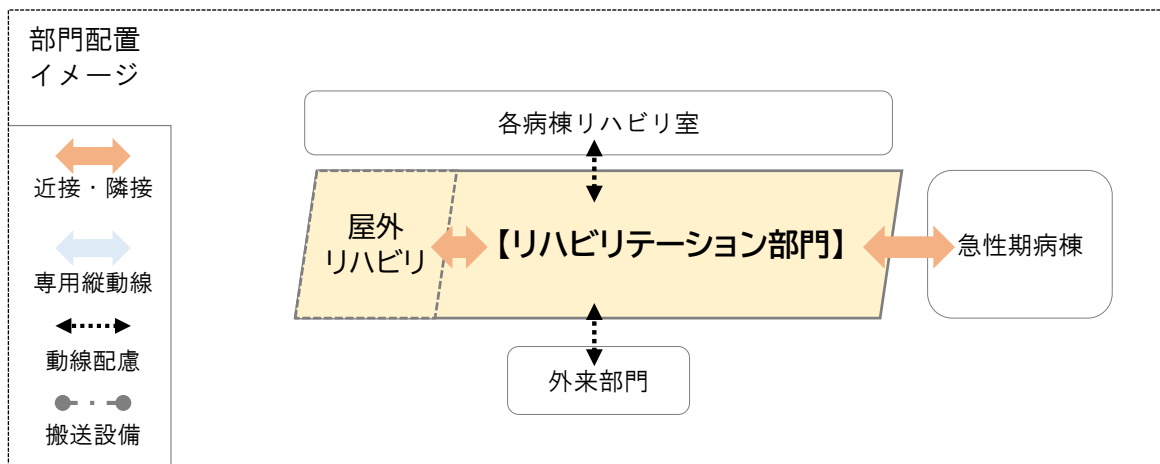 部門配置
イメージ
近接・隣接
専用縦動線
動線配慮
搬送設備
各病棟リハビリ室
屋外
リハビリ
【リハビリテーション部門】
急性期病棟
外来部門